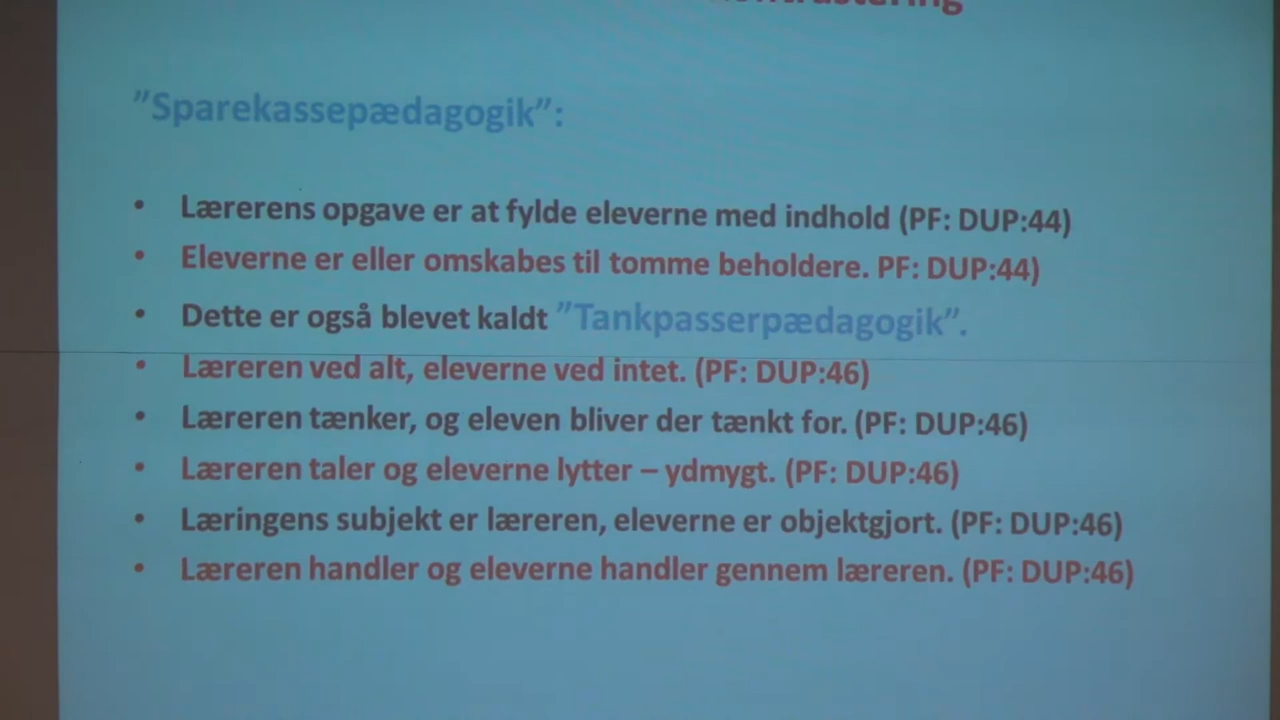 ”Sparekassepædagogik”:
• Lærerens opgave er at fylde eleverne med indhold (PF: DUP:44)
• Eleverne er eller omskabes til tomme beholdere. PF: DUP:44)
• Dette er også blevet kaldt ”Tankpasserpædagogik”.
• Læreren ved alt, eleverne ved intet. (PF: DUP:46)
• Læreren tænker, og eleven bliver der tænkt for. (PF: DUP:46)
• Læreren taler og eleverne lytter – ydmygt. (PF: DUP:46)
• Læringens subjekt er læreren, eleverne er objektgjort. (PF: DUP:46)
• Læreren handler og eleverne handler gennem læreren. (PF: DUP:46)